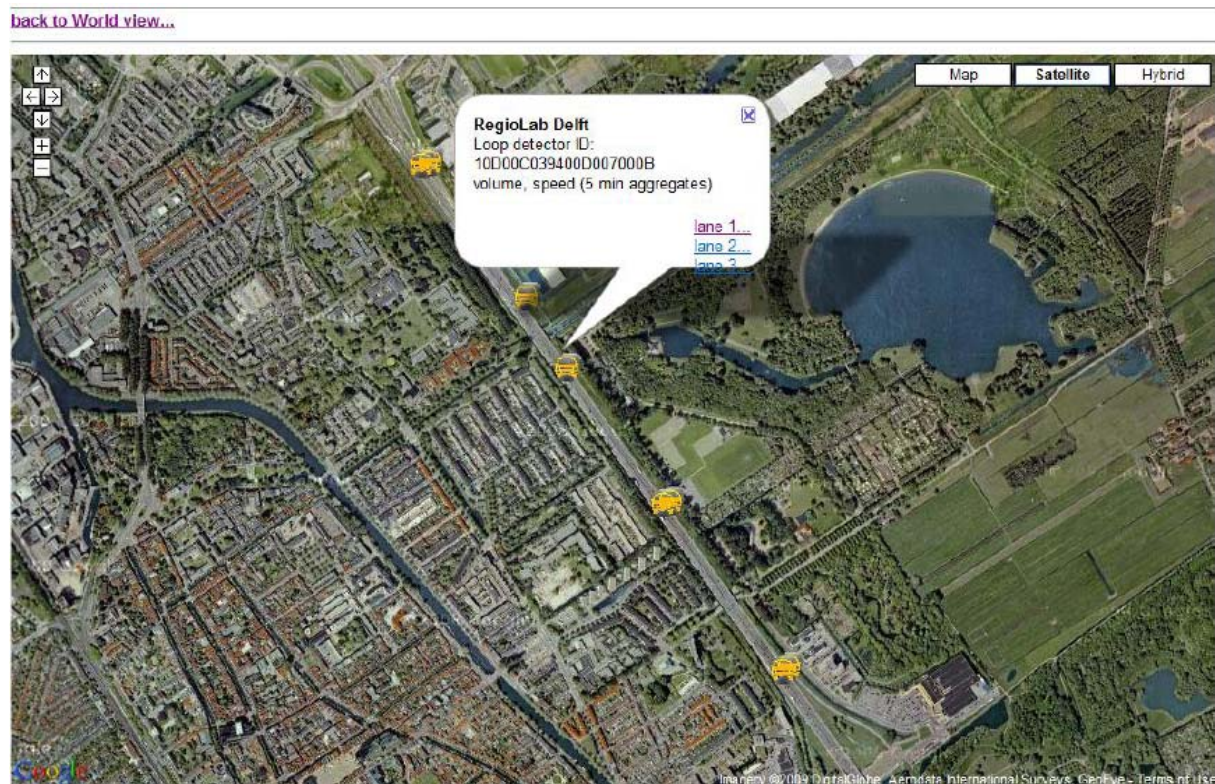 back to World view...
Map Satellite Hybrid
RegioLab Delft
Loop detector ID:
10D00C039400D007000B
volume, speed (5 min aggregates)
lane 1...
lane 2...
lane 3...
Google
Imagery ©2009 DigitalGlobe, Aerodata International Surveys, GeoEye - Terms of Use